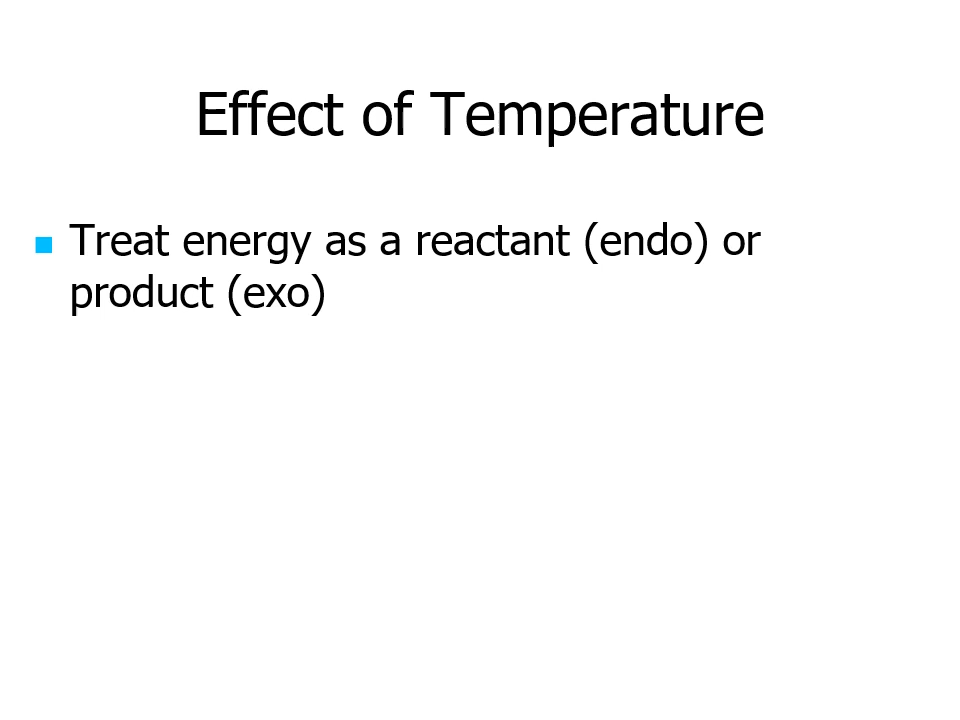 Effect of Temperature
Treat energy as a reactant (endo) or
product (exo)